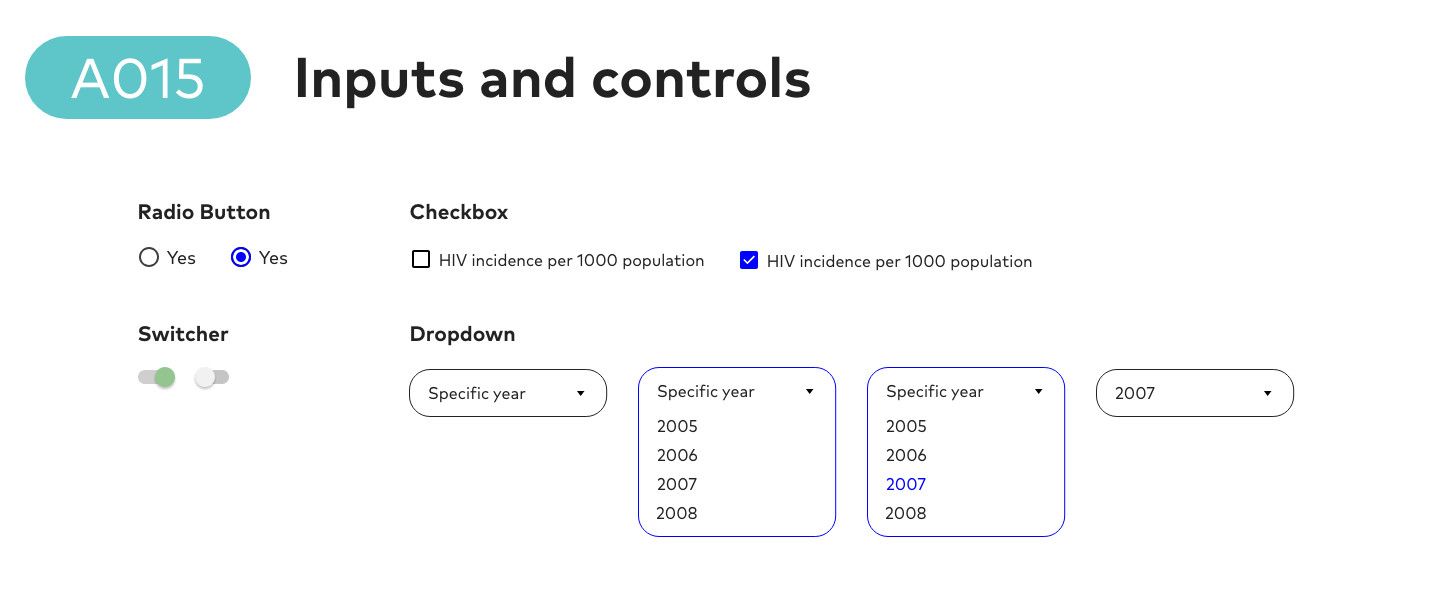 A015
Inputs and controls
Radio Button
Yes
Yes
Checkbox
HIV incidence per 1000 population
HIV incidence per 1000 population
Switcher
Dropdown
Specific year
Specific year
2005
2006
2007
2008
Specific year
2005
2006
2007
2008
2007